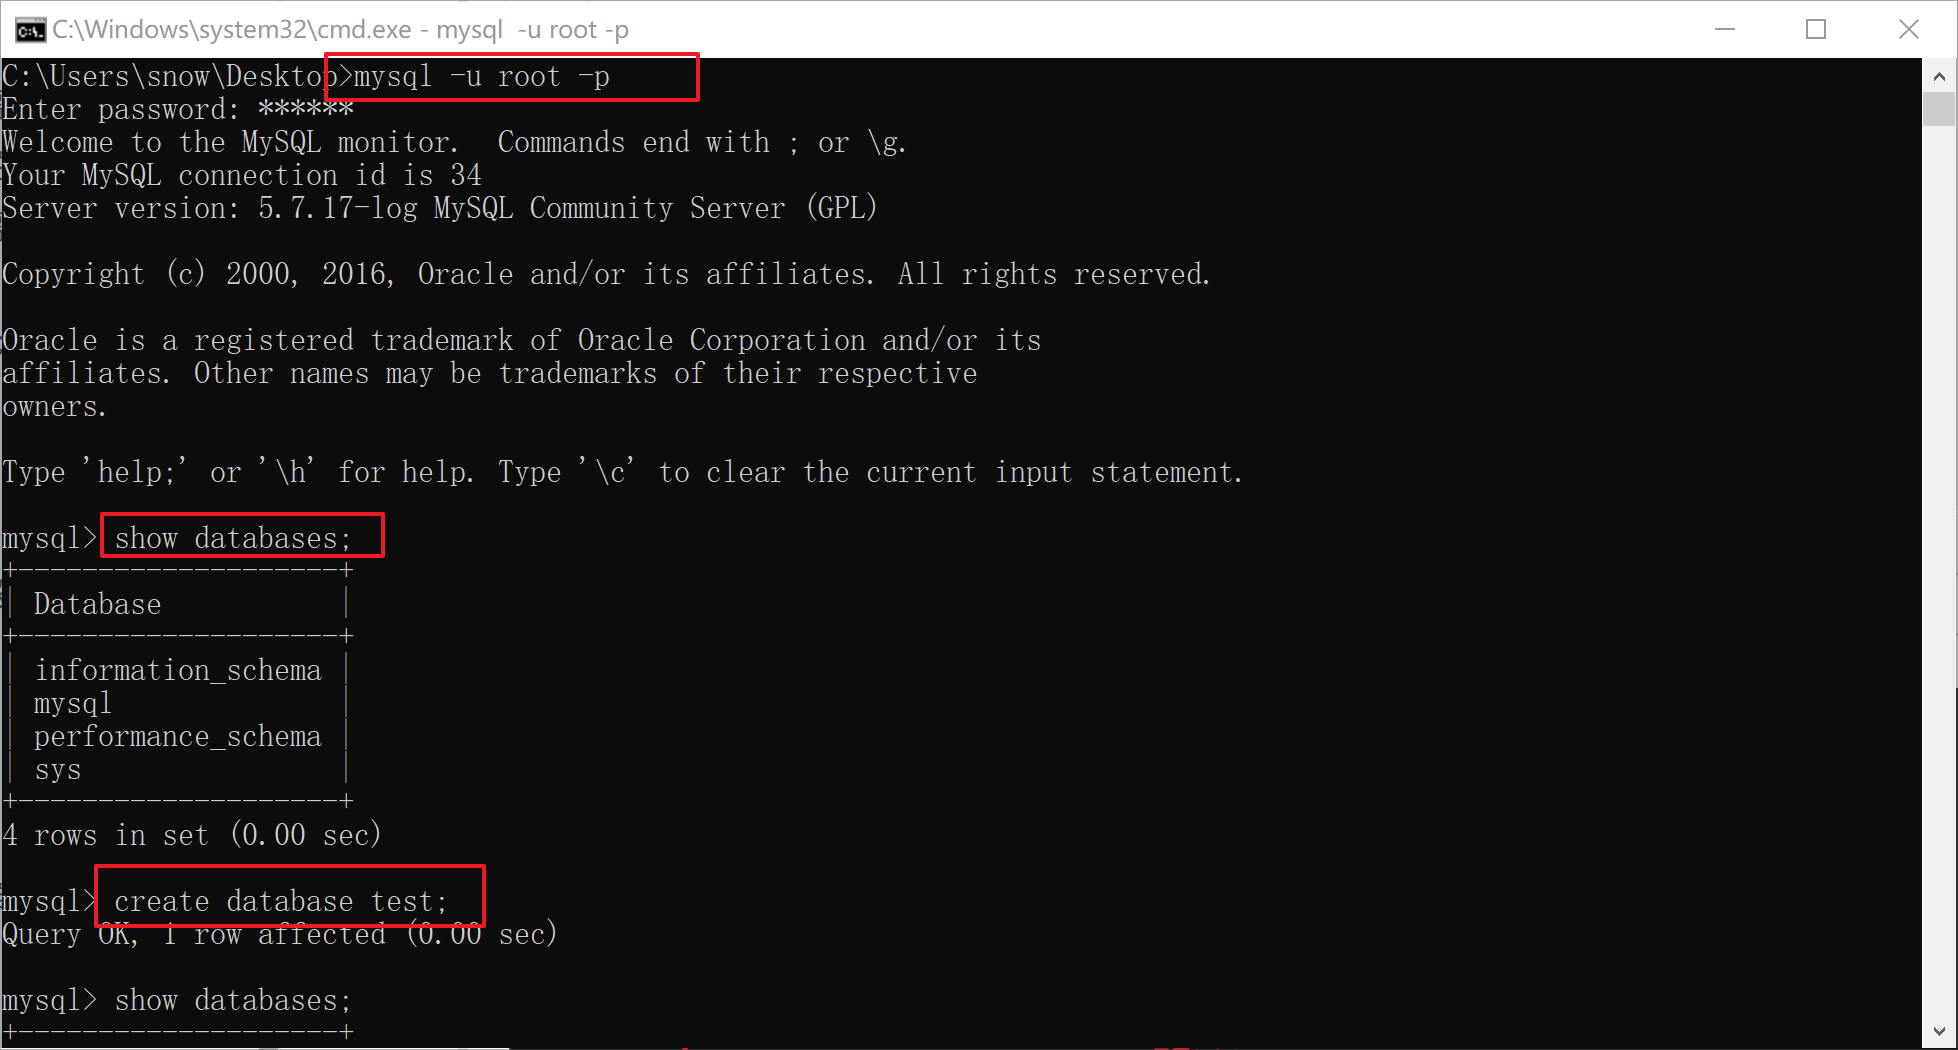 C:\Windows\system32\cmd.exe - mysql  -u root -p
C:\Users\snow\Desktop>mysql -u root -p
Enter password: ******
Welcome to the MySQL monitor.  Commands end with ; or \g.
Your MySQL connection id is 34
Server version: 5.7.17-log MySQL Community Server (GPL)
Copyright (c) 2000, 2016, Oracle and/or its affiliates. All rights reserved.
Oracle is a registered trademark of Oracle Corporation and/or its
affiliates. Other names may be trademarks of their respective
owners.
Type 'help;' or '\h' for help. Type '\c' to clear the current input statement.
mysql> show databases;
+--------------------+
| Database           |
+--------------------+
| information_schema |
| mysql              |
| performance_schema |
| sys                |
+--------------------+
4 rows in set (0.00 sec)
mysql> create database test;
Query OK, 1 row affected (0.00 sec)
mysql> show databases;
+--------------------+